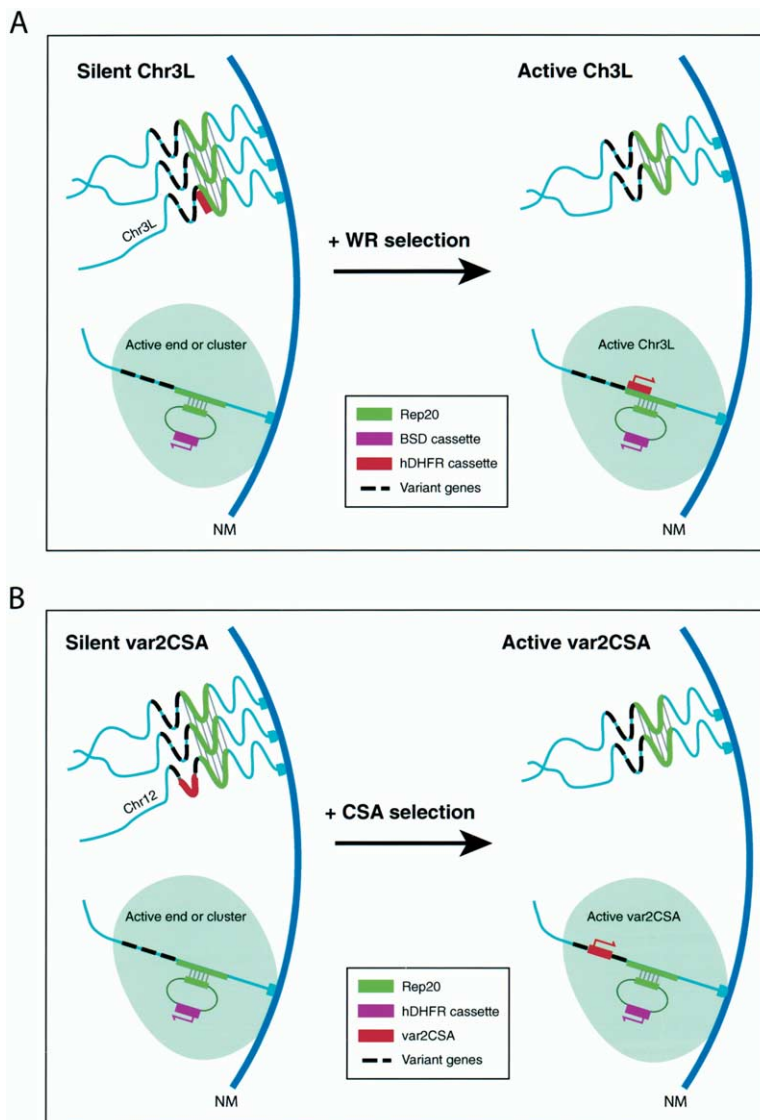 A
Silent Chr3L
Active Ch3L
Chr3L
+ WR selection
Active end or cluster
Active Chr3L
Rep20
BSD cassette
hDHFR cassette
Variant genes
NM
NM
B
Silent var2CSA
Active var2CSA
Chr12
+ CSA selection
Active end or cluster
Active var2CSA
Rep20
hDHFR cassette
var2CSA
Variant genes
NM
NM